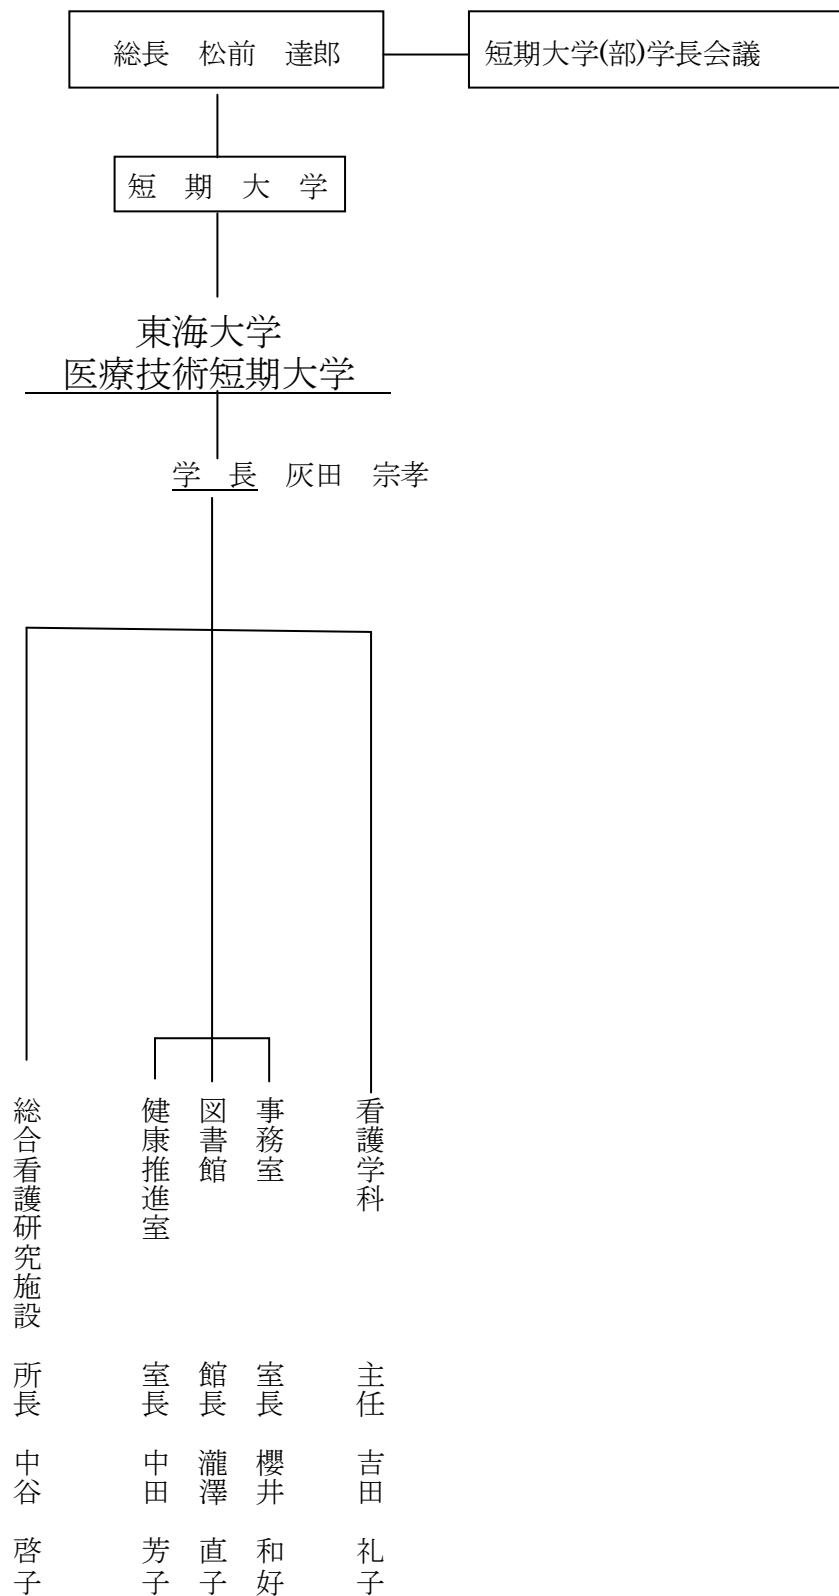 総長　松前　達郎
短期大学(部)学長会議
短　期　大　学
東海大学
医療技術短期大学
学　長　灰田　宗孝
看護学科　主任　吉田　礼子
事務室　室長　櫻井　和好
図書館　館長　瀧澤　直子
健康推進室　室長　中田　芳子
総合看護研究施設　所長　中谷　啓子